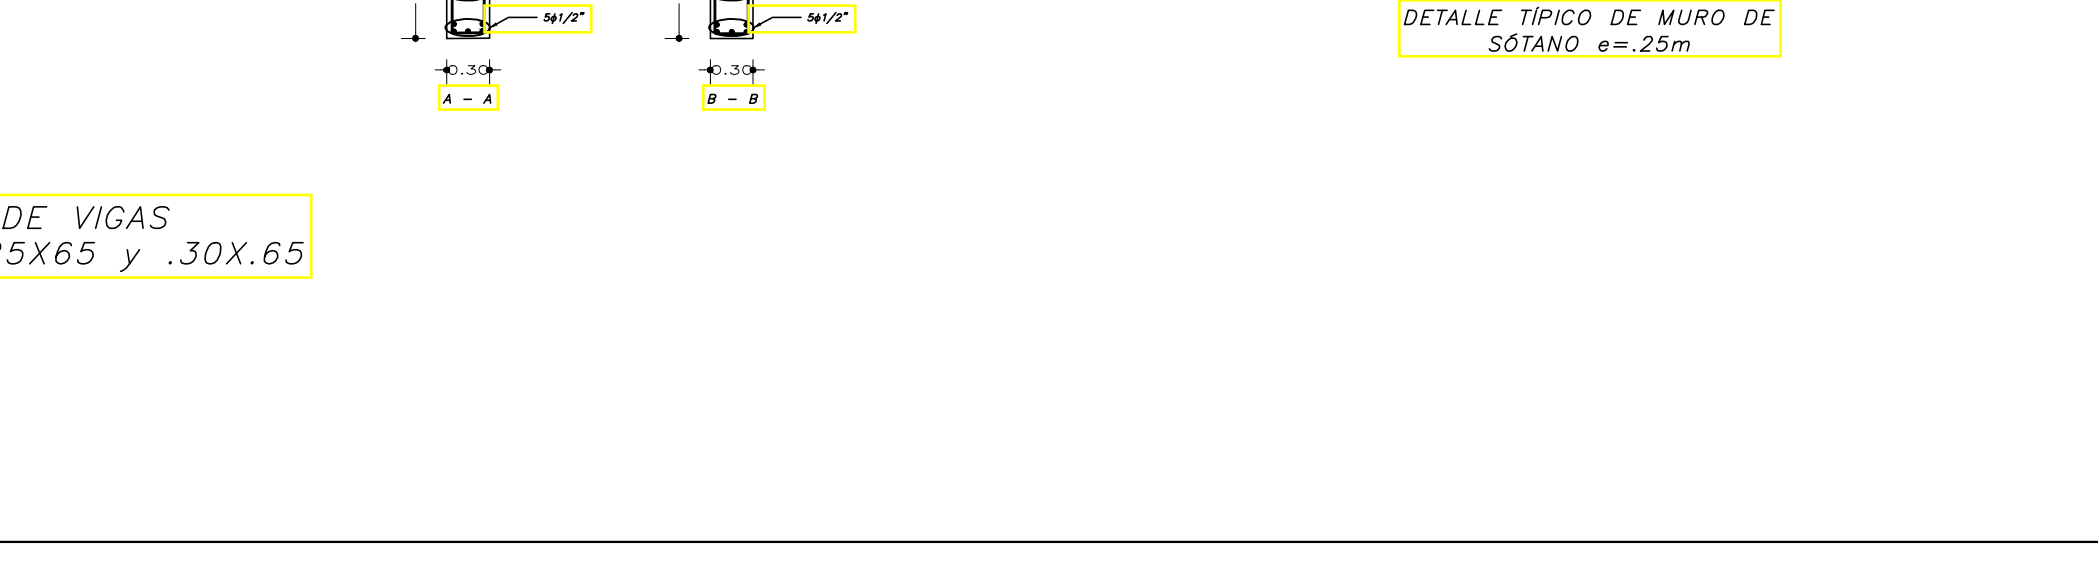 5ϕ1/2"
5ϕ1/2"
DETALLE TÍPICO DE MURO DE
SÓTANO e=.25m
0.30
0.30
A - A
B - B
DE VIGAS
5X65 y .30X.65